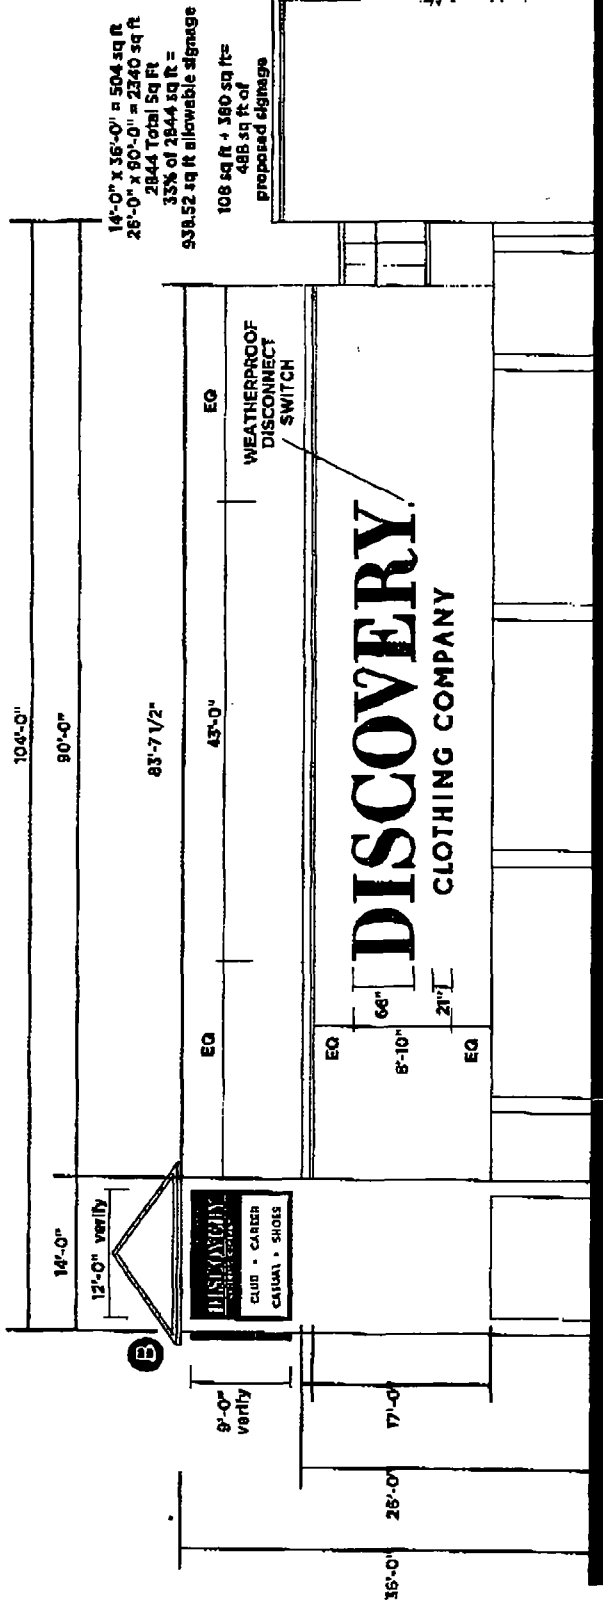 14'-0" x 36'-0" = 504 sq ft
26'-0" x 90'-0" = 2340 sq ft
2844 Total Sq Ft
33% of 2844 sq ft =
938.52 sq ft allowable signage
108 sq ft + 380 sq ft=
488 sq ft of
proposed signage
104'-0"
90'-0"
14'-0"
12'-0" verify
83'-7 1/2"
EQ
43'-0"
EQ
WEATHERPROOF
DISCONNECT
SWITCH
B
DISCOVERY
CLUB • CAREER
CASUAL • SHOES
9'-0"
verify
EQ
66"
8'-10"
21"
EQ
DISCOVERY
CLOTHING COMPANY
17'-0"
26'-0"
36'-0"